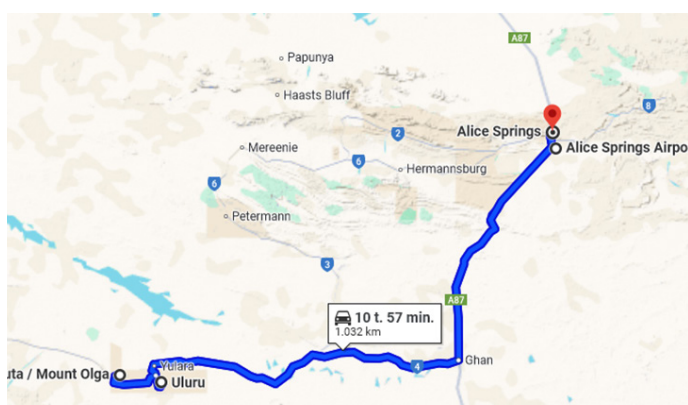 A87
Papunya
Haasts Bluff
8
Alice Springs
2
Alice Springs Airpo
Mereenie
6
Hermannsburg
6
Petermann
3
A87
10 t. 57 min.
1.032 km
Ghan
4
Yulara
uta / Mount Olga
Uluru